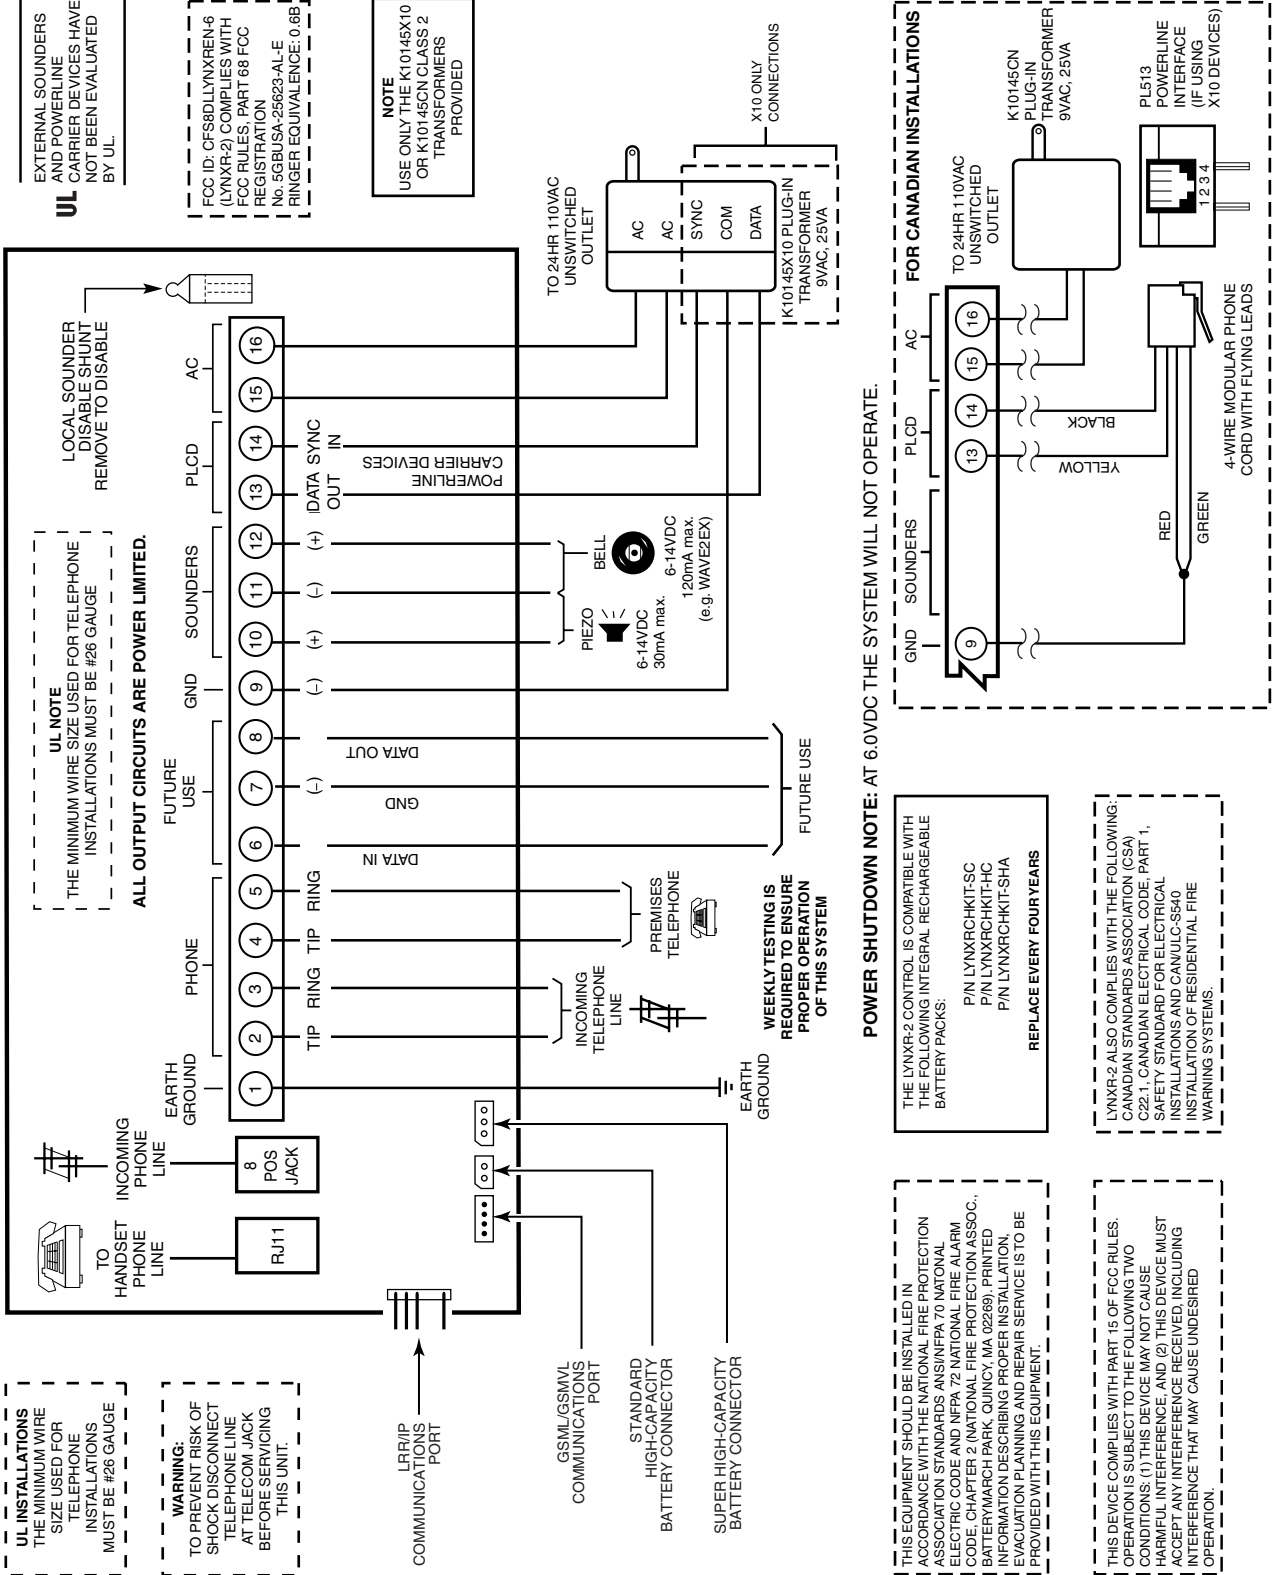 UL INSTALLATIONS
THE MINIMUM WIRE
SIZE USED FOR
TELEPHONE
INSTALLATIONS
MUST BE #26 GAUGE
WARNING:
TO PREVENT RISK OF
SHOCK DISCONNECT
TELEPHONE LINE
AT TELECOM JACK
BEFORE SERVICING
THIS UNIT.
TO
HANDSET
PHONE
LINE
RJ11
INCOMING
PHONE
LINE
8
POS
JACK
UL NOTE
THE MINIMUM WIRE SIZE USED FOR TELEPHONE
INSTALLATIONS MUST BE #26 GAUGE
ALL OUTPUT CIRCUITS ARE POWER LIMITED.
LOCAL SOUNDER
DISABLE SHUNT
REMOVE TO DISABLE
UL
EXTERNAL SOUNDERS
AND POWERLINE
CARRIER DEVICES HAVE
NOT BEEN EVALUATED
BY UL.
FCC ID: CFS8DLLYNXREN-6
(LYNXR-2) COMPLIES WITH
FCC RULES, PART 68 FCC
REGISTRATION
No. 5GBUSA-25623-AL-E
RINGER EQUIVALENCE: 0.6B
NOTE
USE ONLY THE K10145X10
OR K10145CN CLASS 2
TRANSFORMERS
PROVIDED
EARTH
GROUND
PHONE
FUTURE
USE
GND
SOUNDERS
PLCD
AC
1 2 3 4 5 6 7 8 9 10 11 12 13 14 15 16
TIP RING TIP RING (–) (–) (+) (–) (+)
DATA
OUT
SYNC
IN
DATA IN
GND
DATA OUT
POWERLINE
CARRIER DEVICES
LRR/IP
COMMUNICATIONS
PORT
GSML/GSMVL
COMMUNICATIONS
PORT
STANDARD
HIGH-CAPACITY
BATTERY CONNECTOR
SUPER HIGH-CAPACITY
BATTERY CONNECTOR
EARTH
GROUND
INCOMING
TELEPHONE
LINE
PREMISES
TELEPHONE
WEEKLY TESTING IS
REQUIRED TO ENSURE
PROPER OPERATION
OF THIS SYSTEM
FUTURE USE
PIEZO
6-14VDC
30mA max.
BELL
6-14VDC
120mA max.
(e.g. WAVE2EX)
TO 24HR 110VAC
UNSWITCHED
OUTLET
AC
AC
SYNC
COM
DATA
K10145X10 PLUG-IN
TRANSFORMER
9VAC, 25VA
X10 ONLY
CONNECTIONS
POWER SHUTDOWN NOTE: AT 6.0VDC THE SYSTEM WILL NOT OPERATE.
THIS EQUIPMENT SHOULD BE INSTALLED IN
ACCORDANCE WITH THE NATIONAL FIRE PROTECTION
ASSOCIATION STANDARDS ANSI/NFPA 70 NATONAL
ELECTRIC CODE AND NFPA 72 NATIONAL FIRE ALARM
CODE, CHAPTER 2 (NATIONAL FIRE PROTECTION ASSOC.,
BATTERYMARCH PARK, QUINCY, MA 02269). PRINTED
INFORMATION DESCRIBING PROPER INSTALLATION,
EVACUATION PLANNING AND REPAIR SERVICE IS TO BE
PROVIDED WITH THIS EQUIPMENT.
THIS DEVICE COMPLIES WITH PART 15 OF FCC RULES.
OPERATION IS SUBJECT TO THE FOLLOWING TWO
CONDITIONS: (1) THIS DEVICE MAY NOT CAUSE
HARMFUL INTERFERENCE, AND (2) THIS DEVICE MUST
ACCEPT ANY INTERFERENCE RECEIVED, INCLUDING
INTERFERENCE THAT MAY CAUSE UNDESIRED
OPERATION.
THE LYNXR-2 CONTROL IS COMPATIBLE WITH
THE FOLLOWING INTEGRAL RECHARGEABLE
BATTERY PACKS:
P/N LYNXRCHKIT-SC
P/N LYNXRCHKIT-HC
P/N LYNXRCHKIT-SHA
REPLACE EVERY FOUR YEARS
LYNXR-2 ALSO COMPLIES WITH THE FOLLOWING:
CANADIAN STANDARDS ASSOCIATION (CSA)
C22.1, CANADIAN ELECTRICAL CODE, PART 1,
SAFETY STANDARD FOR ELECTRICAL
INSTALLATIONS AND CAN/ULC-S540
INSTALLATION OF RESIDENTIAL FIRE
WARNING SYSTEMS.
FOR CANADIAN INSTALLATIONS
GND
SOUNDERS
PLCD
AC
9 13 14 15 16
YELLOW
BLACK
RED
GREEN
TO 24HR 110VAC
UNSWITCHED
OUTLET
K10145CN
PLUG-IN
TRANSFORMER
9VAC, 25VA
4-WIRE MODULAR PHONE
CORD WITH FLYING LEADS
1 2 3 4
PL513
POWERLINE
INTERFACE
(IF USING
X10 DEVICES)